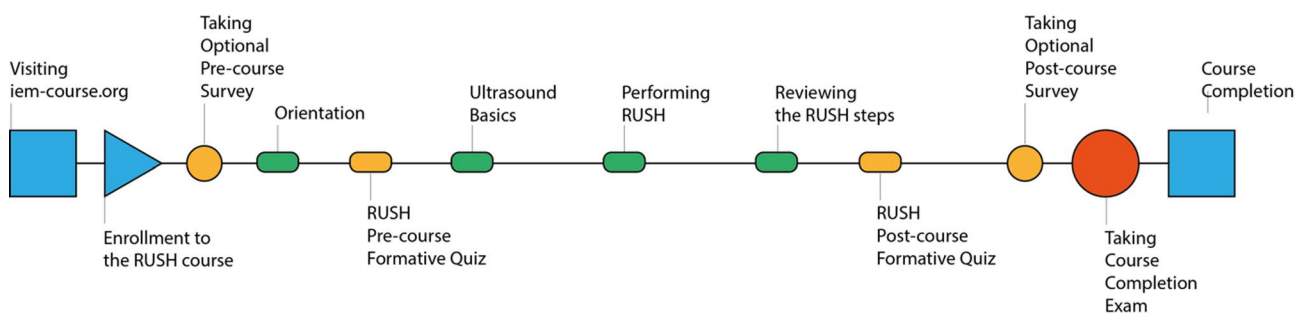 Visiting
iem-course.org
Enrollment to
the RUSH course
Taking
Optional
Pre-course
Survey
Orientation
RUSH
Pre-course
Formative Quiz
Ultrasound
Basics
Performing
RUSH
Reviewing
the RUSH steps
RUSH
Post-course
Formative Quiz
Taking
Optional
Post-course
Survey
Taking
Course
Completion
Exam
Course
Completion